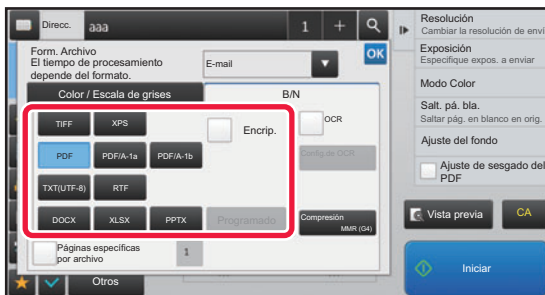 Direcc.
aaa
1
Form. Archivo
El tiempo de procesamiento
depende del formato.
E-mail
OK
Color / Escala de grises
B/N
TIFF
XPS
Encrip.
OCR
PDF
PDF/A-1a
PDF/A-1b
Config de OCR
TXT(UTF-8)
RTF
DOCX
XLSX
PPTX
Programado
Compresión
MMR (G4)
Páginas específicas
por archivo
1
Otros
Resolución
Cambiar la resolución de envi
Exposición
Especifique expos. a enviar
Modo Color
Salt. pá. bla.
Saltar pág. en blanco en orig.
Ajuste del fondo
Ajuste de sesgado del
PDF
Vista previa
CA
Iniciar